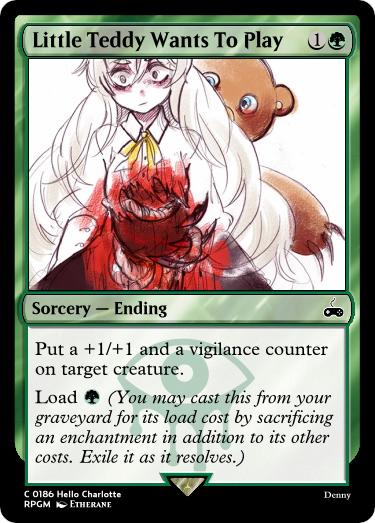 Little Teddy Wants To Play 1
Sorcery — Ending
Put a +1/+1 and a vigilance counter
on target creature.
Load (You may cast this from your
graveyard for its load cost by sacrificing
an enchantment in addition to its other
costs. Exile it as it resolves.)
C 0186 Hello Charlotte
Denny
RPGM ETHERANE